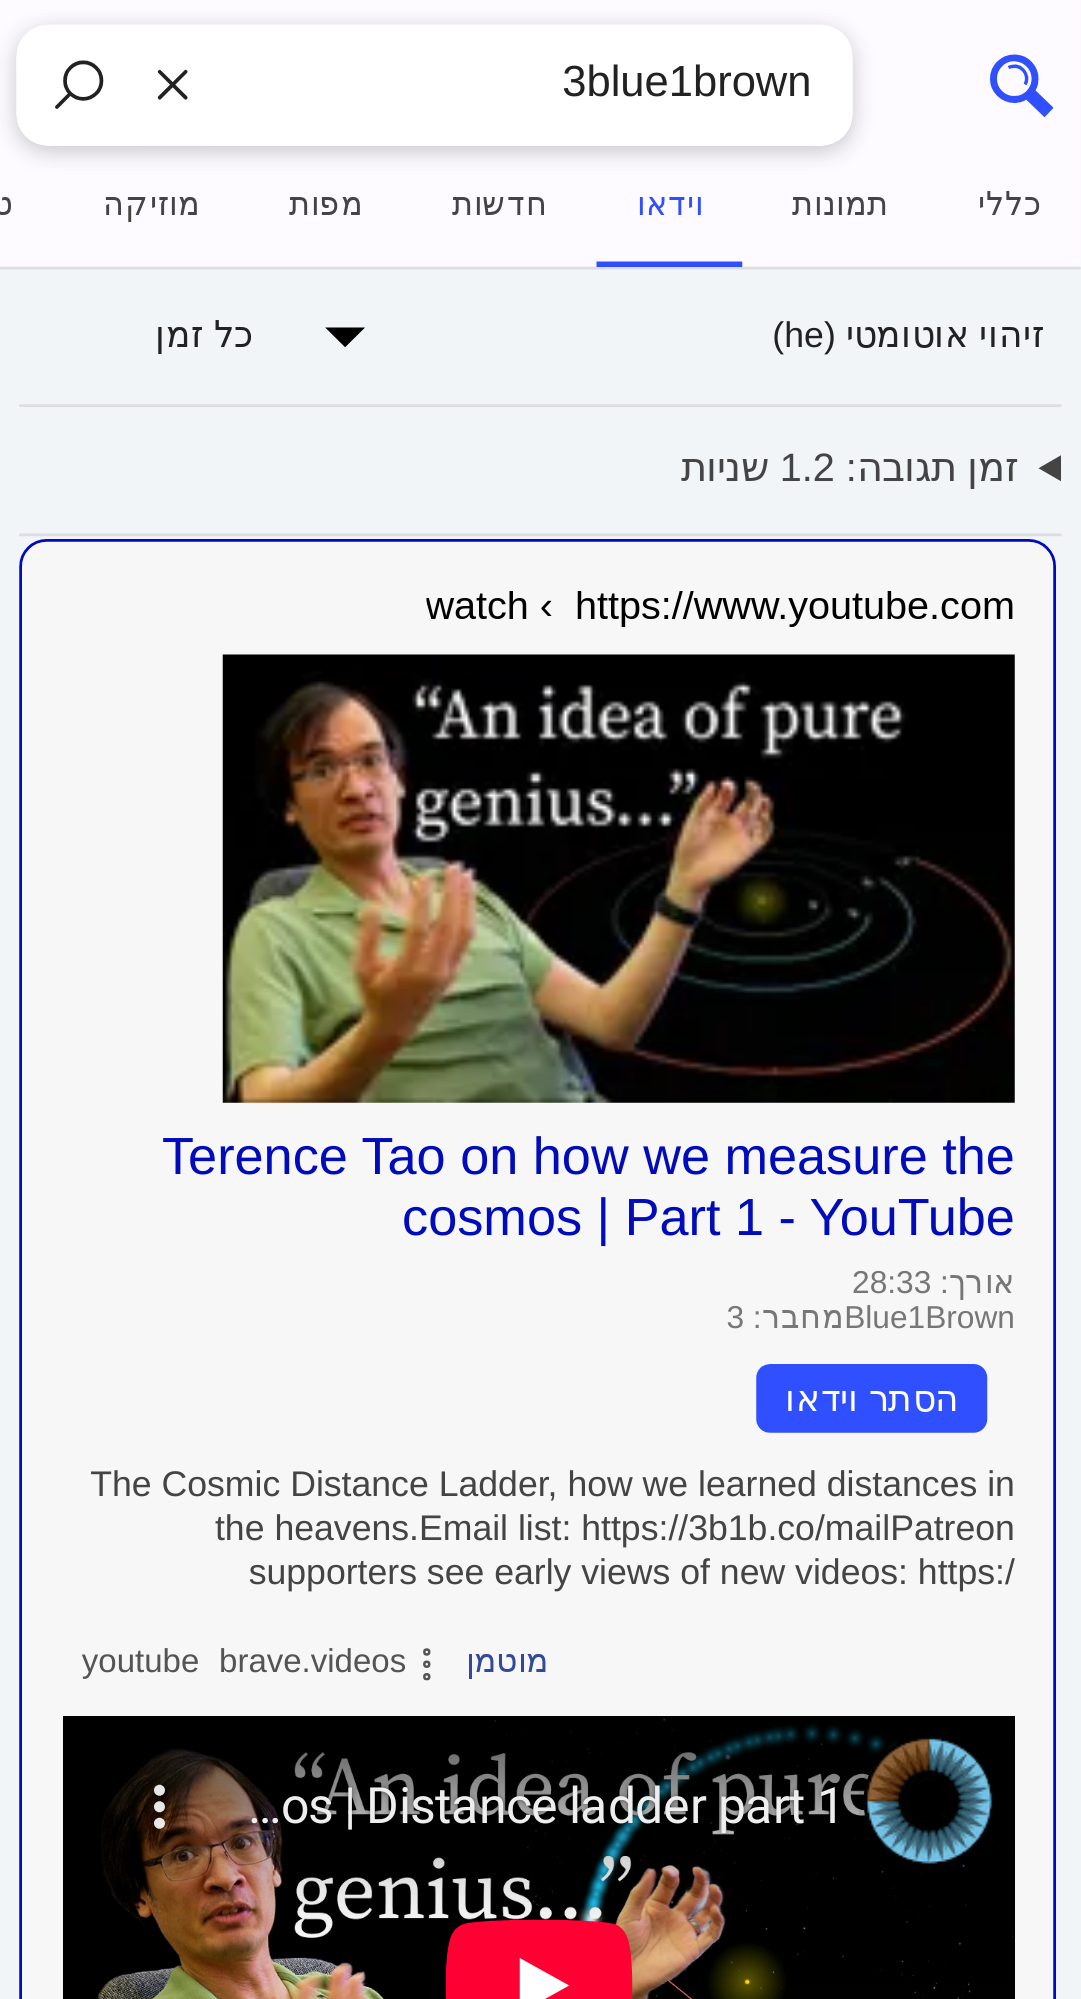 3blue1brown
כללי תמונות וידאו חדשות מפות מוזיקה
זיהוי אוטומטי (he) כל זמן
זמן תגובה: 1.2 שניות
https://www.youtube.com › watch
“An idea of pure
genius...”
Terence Tao on how we measure the
cosmos | Part 1 - YouTube
אורך: 28:33
מחבר: 3Blue1Brown
הסתר וידאו
The Cosmic Distance Ladder, how we learned distances in
the heavens.Email list: https://3b1b.co/mailPatreon
supporters see early views of new videos: https:/
מוטמן brave.videos youtube
“An idea of pure
...os | Distance ladder part 1
genius...”